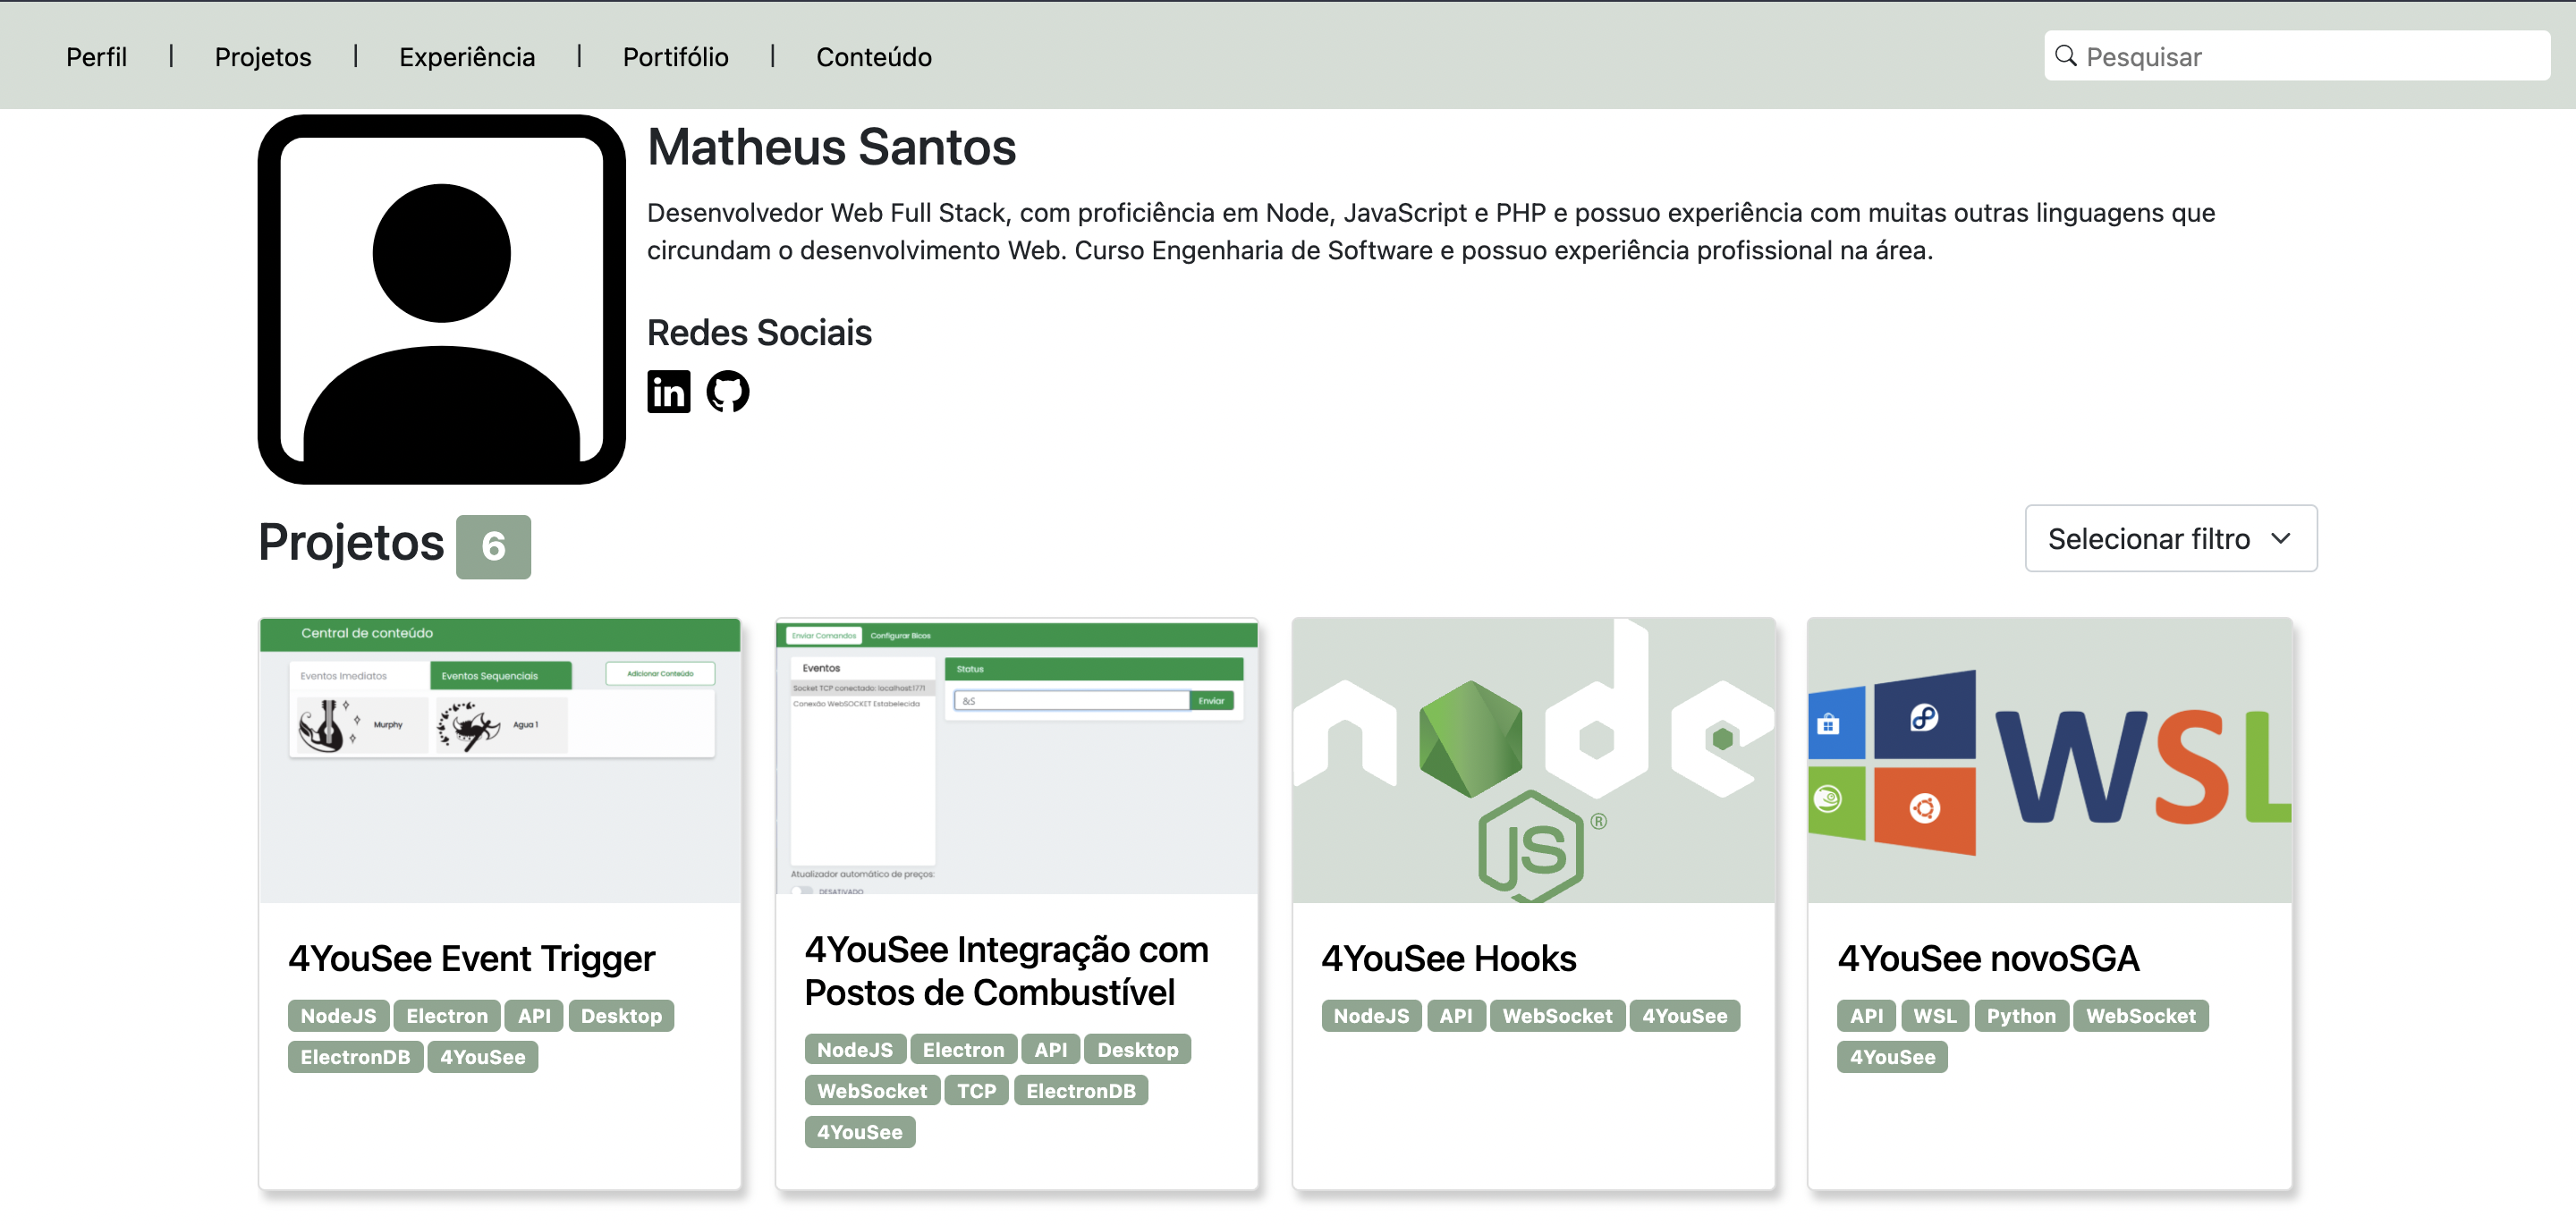 Perfil | Projetos | Experiência | Portifólio | Conteúdo
Pesquisar
Matheus Santos
Desenvolvedor Web Full Stack, com proficiência em Node, JavaScript e PHP e possuo experiência com muitas outras linguagens que
circundam o desenvolvimento Web. Curso Engenharia de Software e possuo experiência profissional na área.
Redes Sociais
in
Projetos 6
Selecionar filtro
Central de conteúdo
Eventos Imediatos
Eventos Sequenciais
Adicionar Conteúdo
Murphy
Agua 1
4YouSee Event Trigger
NodeJS Electron API Desktop
ElectronDB 4YouSee
Enviar Comandos Configurar Bicos
Eventos
Socket TCP conectado: localhost:1771
Conexão WebSOCKET Estabelecida
Status
&S
Enviar
Atualizador automático de preços:
DESATIVADO
4YouSee Integração com
Postos de Combustível
NodeJS Electron API Desktop
WebSocket TCP ElectronDB
4YouSee
node
JS ®
4YouSee Hooks
NodeJS API WebSocket 4YouSee
WSL
4YouSee novoSGA
API WSL Python WebSocket
4YouSee